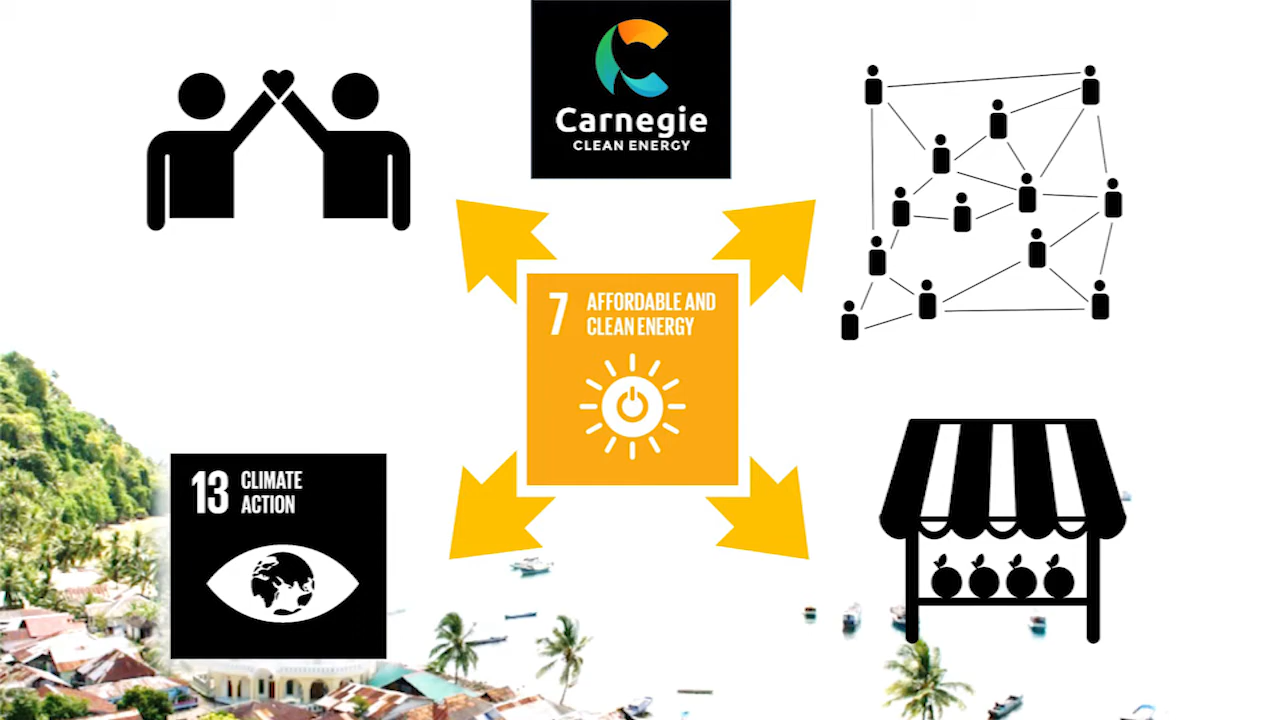 Carnegie
CLEAN ENERGY
7 AFFORDABLE AND
CLEAN ENERGY
13 CLIMATE
ACTION